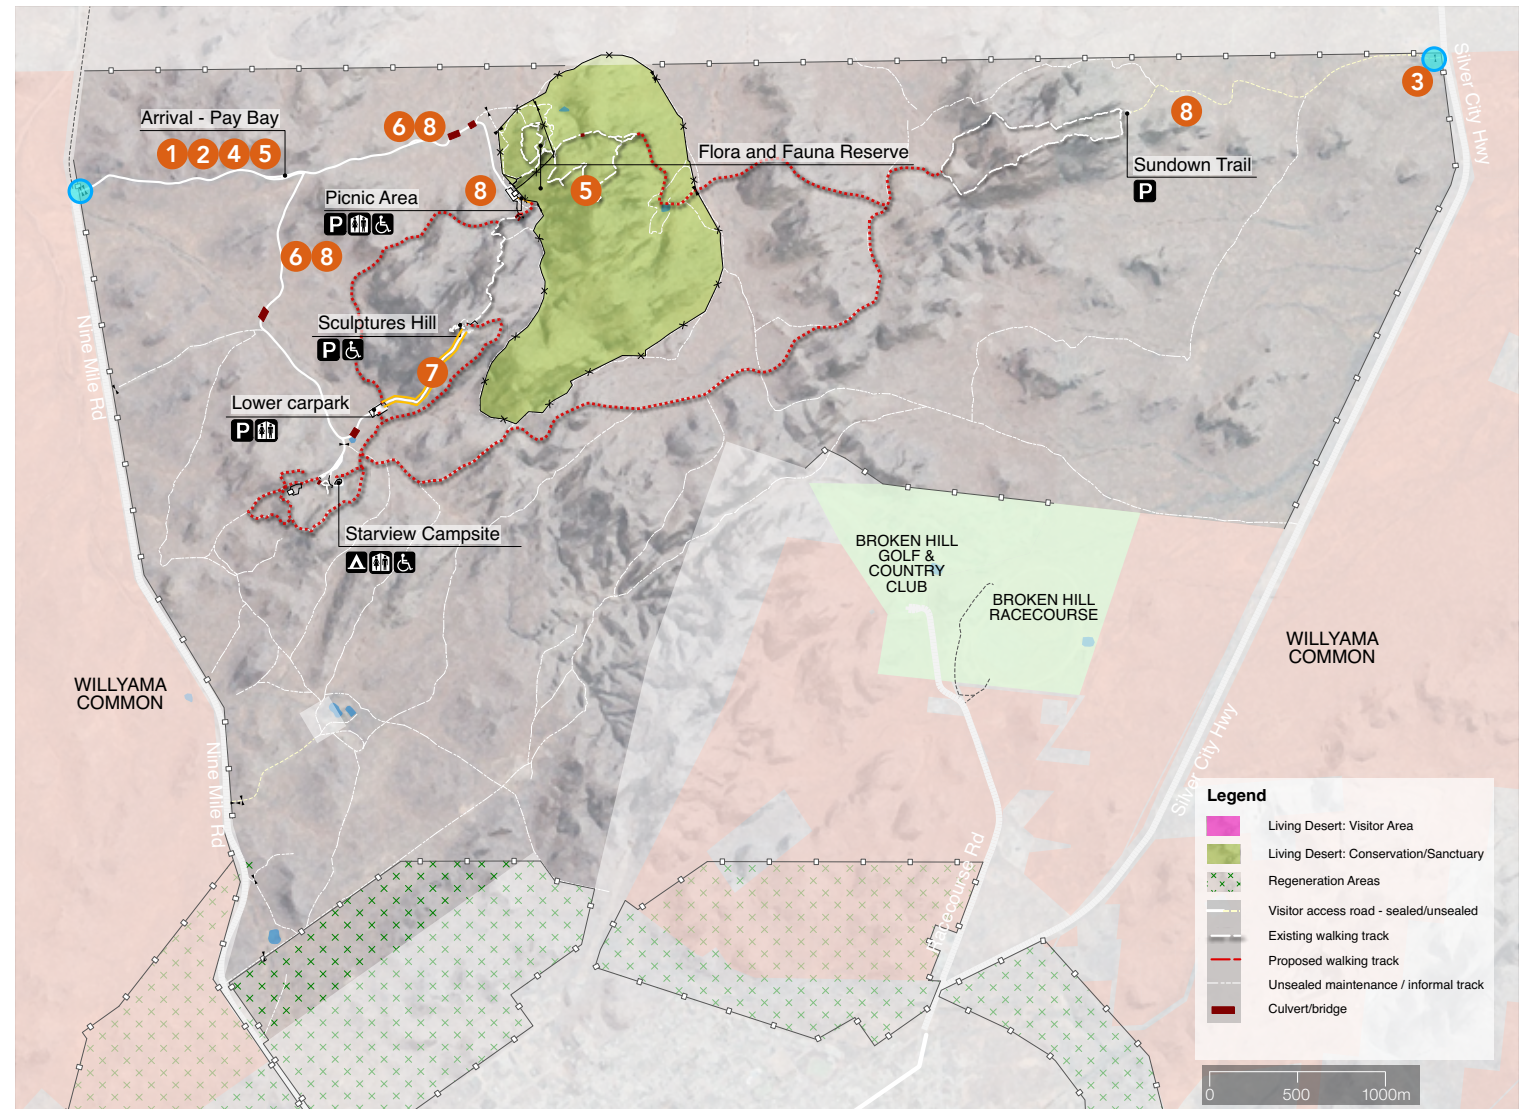 Silver City Hwy
3
Arrival - Pay Bay
1 2 4 5
6 8
8
Flora and Fauna Reserve
Sundown Trail
P
8
5
Picnic Area
P
6 8
Nine Mile Rd
Sculptures Hill
P
7
Lower carpark
P
Starview Campsite
BROKEN HILL
GOLF &
COUNTRY
CLUB
BROKEN HILL
RACECOURSE
WILLYAMA
COMMON
WILLYAMA
COMMON
Nine Mile Rd
Silver City Hwy
Racecourse Rd
Legend
Living Desert: Visitor Area
Living Desert: Conservation/Sanctuary
Regeneration Areas
Visitor access road - sealed/unsealed
Existing walking track
Proposed walking track
Unsealed maintenance / informal track
Culvert/bridge
0 500 1000m